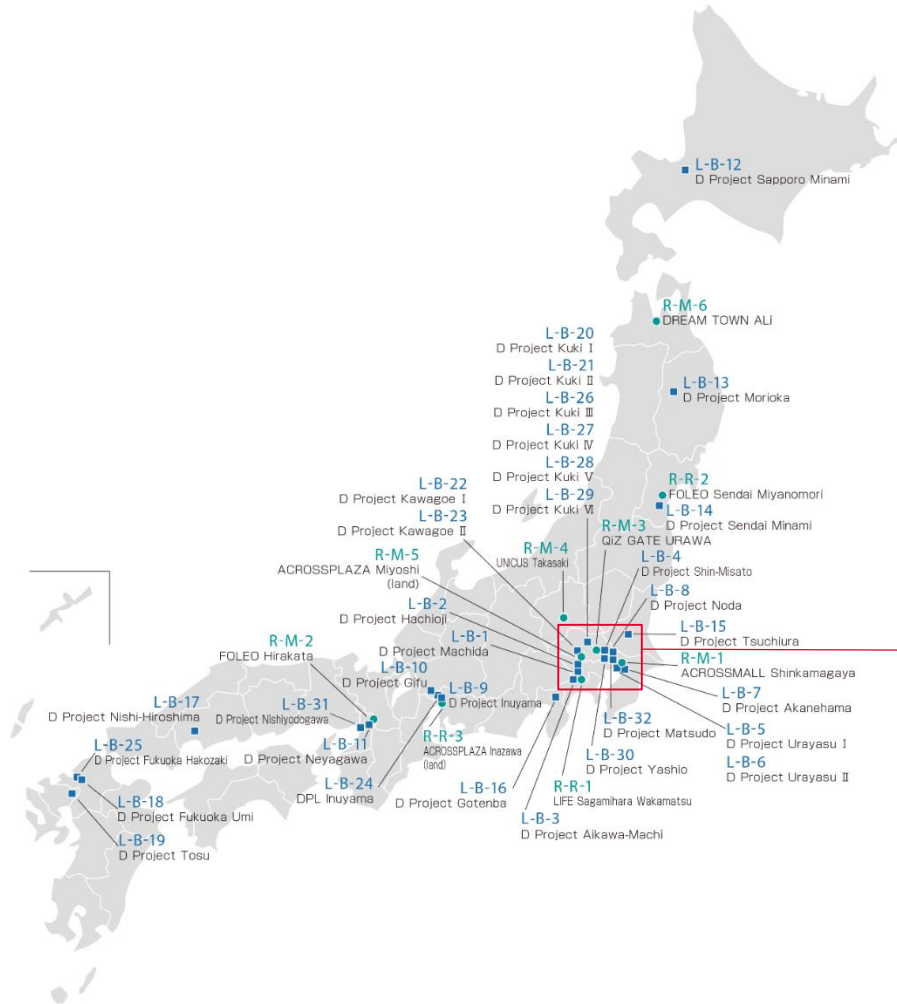 L-B-12
D Project Sapporo Minami
R-M-6
DREAM TOWN ALi
L-B-20
D Project Kuki Ⅰ
L-B-21
D Project Kuki Ⅱ
L-B-26
D Project Kuki Ⅲ
L-B-27
D Project Kuki Ⅳ
L-B-28
D Project Kuki Ⅴ
L-B-29
D Project Kuki Ⅵ
L-B-13
D Project Morioka
L-B-22
D Project Kawagoe Ⅰ
L-B-23
D Project Kawagoe Ⅱ
R-R-2
FOLEO Sendai Miyanomori
L-B-14
D Project Sendai Minami
R-M-3
QiZ GATE URAWA
R-M-4
UNICUS Takasaki
R-M-5
ACROSSPLAZA Miyoshi
(land)
L-B-4
D Project Shin-Misato
L-B-8
D Project Noda
L-B-2
D Project Hachioji
L-B-15
D Project Tsuchiura
L-B-1
D Project Machida
R-M-2
FOLEO Hirakata
R-M-1
ACROSSMALL Shinkamagaya
L-B-10
D Project Gifu
L-B-9
D Project Inuyama
L-B-7
D Project Akanehama
L-B-17
D Project Nishi-Hiroshima
L-B-31
D Project Nishiyodogawa
L-B-32
D Project Matsudo
L-B-5
D Project Urayasu Ⅰ
L-B-25
D Project Fukuoka Hakozaki
L-B-11
D Project Neyagawa
R-R-3
ACROSSPLAZA Inazawa
(land)
L-B-30
D Project Yashio
L-B-6
D Project Urayasu Ⅱ
L-B-24
DPL Inuyama
L-B-16
D Project Gotenba
R-R-1
LIFE Sagamihara Wakamatsu
L-B-18
D Project Fukuoka Umi
L-B-3
D Project Aikawa-Machi
L-B-19
D Project Tosu